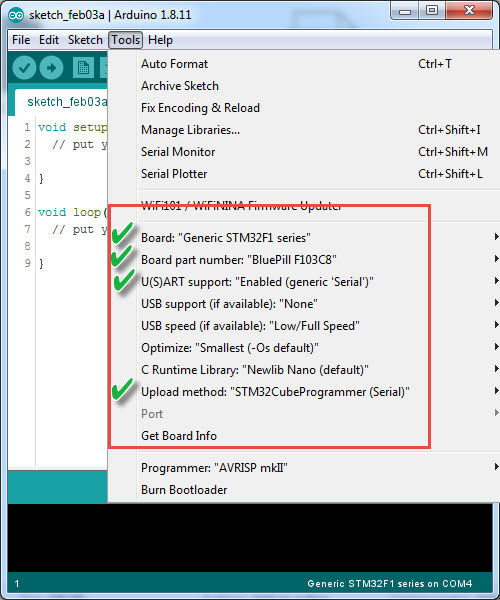 sketch_feb03a | Arduino 1.8.11
File Edit Sketch Tools Help
Auto Format Ctrl+T
Archive Sketch
Fix Encoding & Reload
Manage Libraries... Ctrl+Shift+I
Serial Monitor Ctrl+Shift+M
Serial Plotter Ctrl+Shift+L
WiFi101 / WiFiNINA Firmware Updater
Board: "Generic STM32F1 series"
Board part number: "BluePill F103C8"
U(S)ART support: "Enabled (generic 'Serial')"
USB support (if available): "None"
USB speed (if available): "Low/Full Speed"
Optimize: "Smallest (-Os default)"
C Runtime Library: "Newlib Nano (default)"
Upload method: "STM32CubeProgrammer (Serial)"
Port
Get Board Info
Programmer: "AVRISP mkII"
Burn Bootloader
sketch_feb03a
1 void setup
2 // put y
3
4 }
5
6 void loop(
7 // put y
8
9 }
1 Generic STM32F1 series on COM4